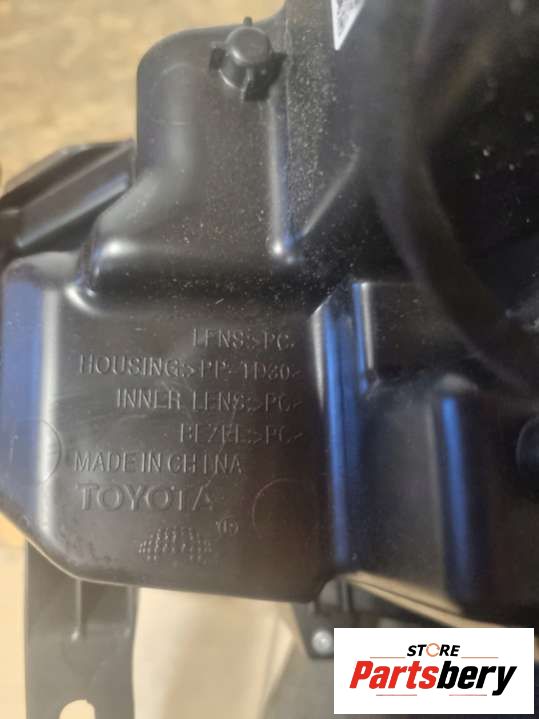 LENS>PC<
HOUSING>PP-TD30<
INNER LENS>PC<
BEZEL>PC<
MADE IN CHINA
TOYOTA
STORE
Partsbery